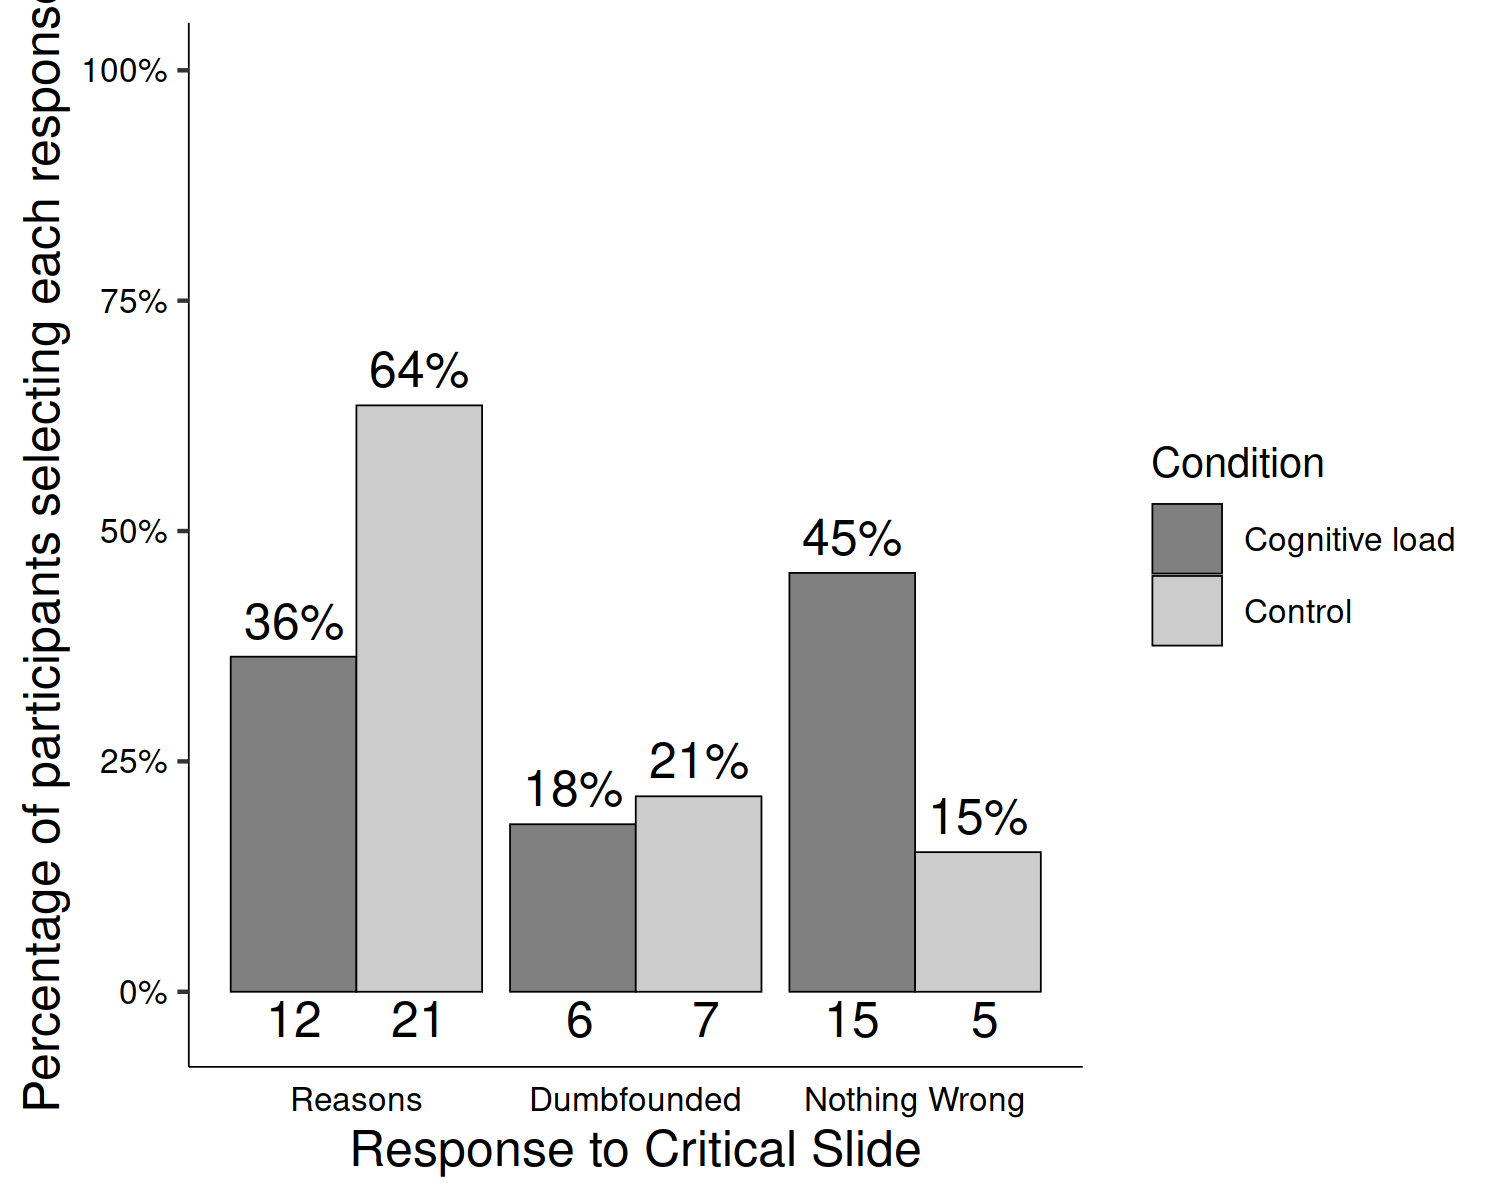 Percentage of participants selecting each response
100%
75%
50%
25%
0%
36%
64%
18%
21%
45%
15%
12 21 6 7 15 5
Reasons Dumbfounded Nothing Wrong
Response to Critical Slide
Condition
Cognitive load
Control